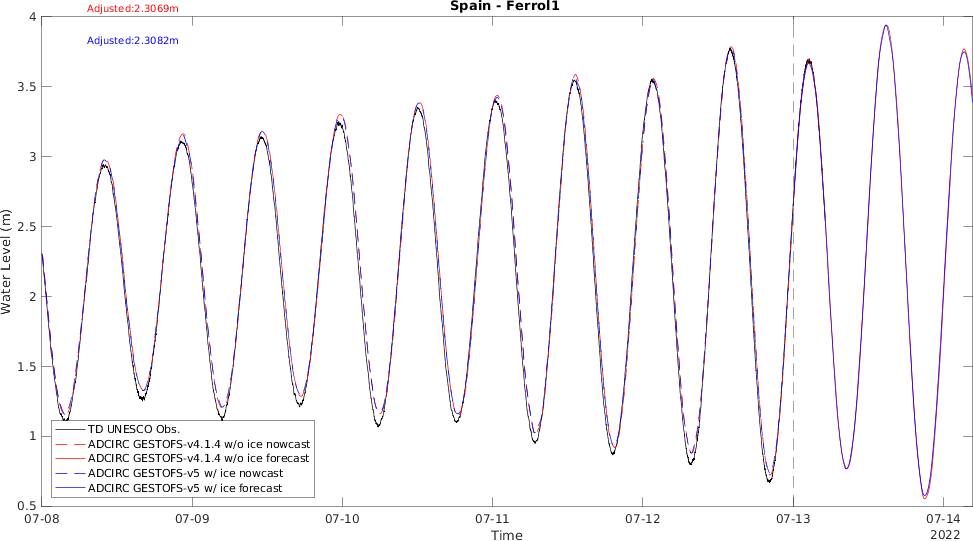 Spain - Ferrol1
Adjusted:2.3069m
Adjusted:2.3082m
4
3.5
3
2.5
2
1.5
1
0.5
Water Level (m)
TD UNESCO Obs.
ADCIRC GESTOFS-v4.1.4 w/o ice nowcast
ADCIRC GESTOFS-v4.1.4 w/o ice forecast
ADCIRC GESTOFS-v5 w/ ice nowcast
ADCIRC GESTOFS-v5 w/ ice forecast
07-08 07-09 07-10 07-11 07-12 07-13 07-14
Time
2022